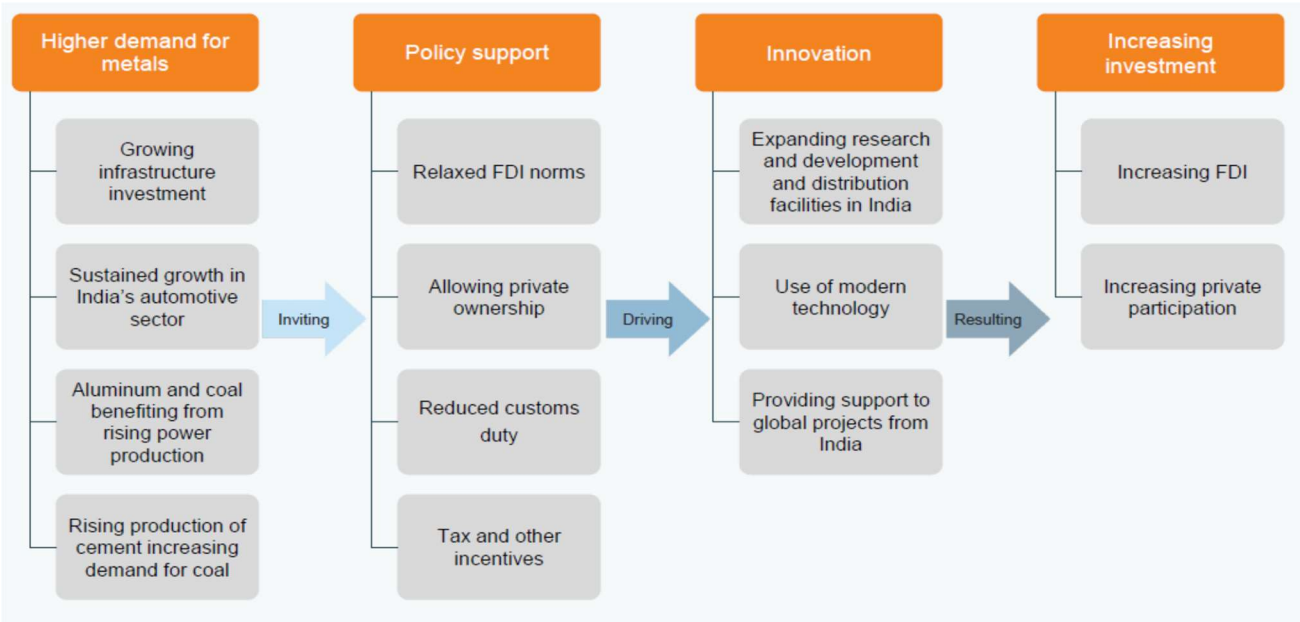 Higher demand for
metals
Growing
infrastructure
investment
Sustained growth in
India's automotive
sector
Aluminum and coal
benefiting from
rising power
production
Rising production of
cement increasing
demand for coal
Inviting
Policy support
Relaxed FDI norms
Allowing private
ownership
Reduced customs
duty
Tax and other
incentives
Driving
Innovation
Expanding research
and development
and distribution
facilities in India
Use of modern
technology
Providing support to
global projects from
India
Resulting
Increasing
investment
Increasing FDI
Increasing private
participation